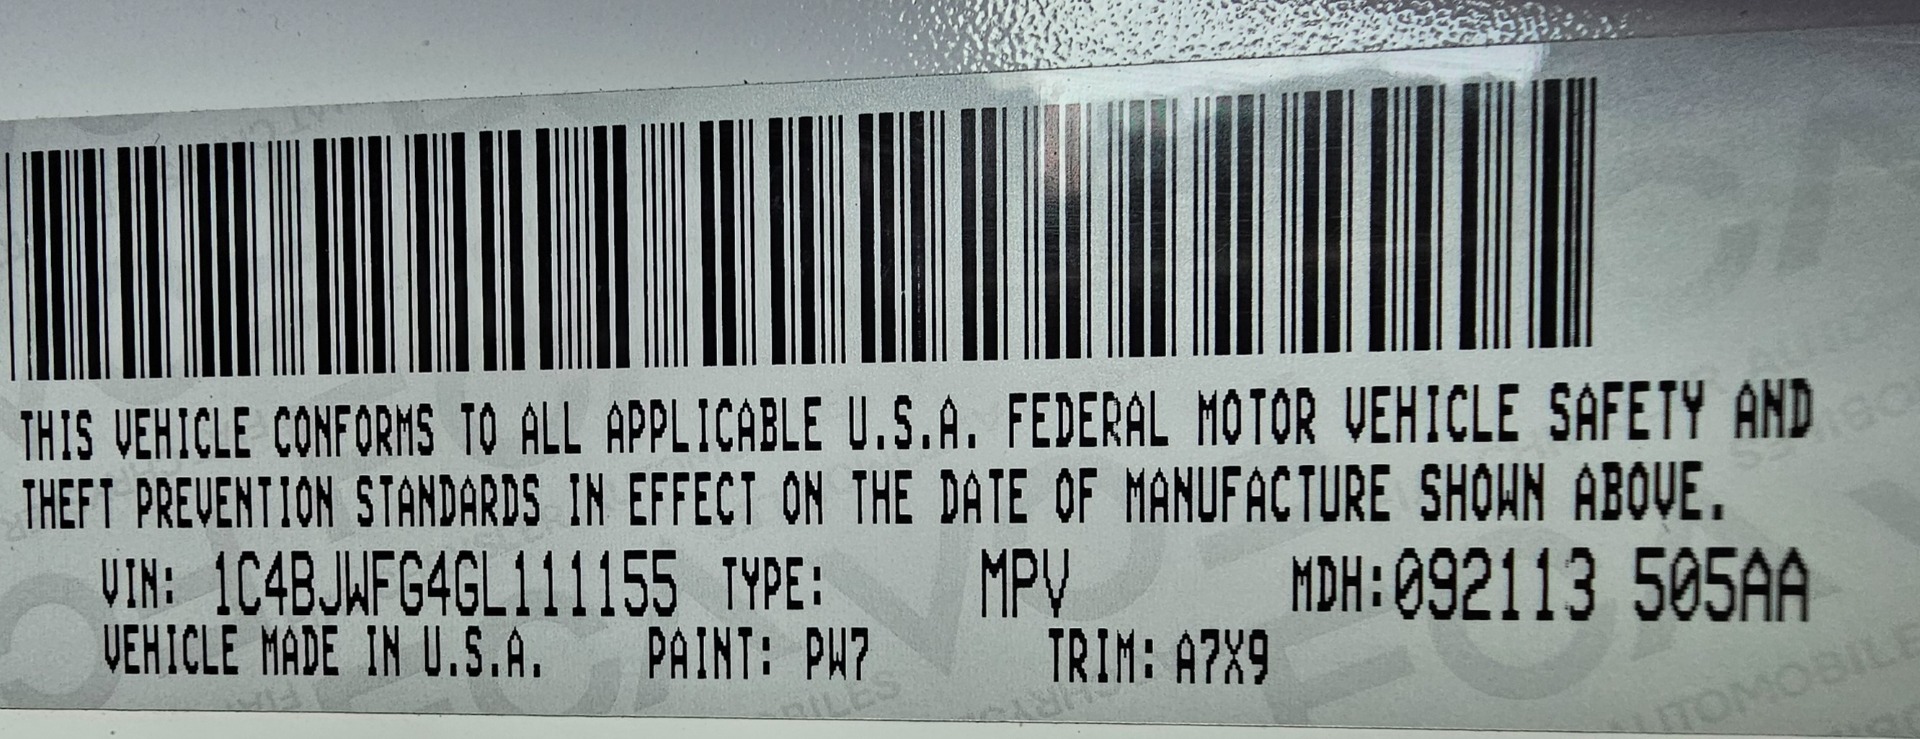 THIS VEHICLE CONFORMS TO ALL APPLICABLE U.S.A. FEDERAL MOTOR VEHICLE SAFETY AND
THEFT PREVENTION STANDARDS IN EFFECT ON THE DATE OF MANUFACTURE SHOWN ABOVE.
VIN: 1C4BJWFG4GL111155 TYPE: MPV MDH:092113 505AA
VEHICLE MADE IN U.S.A. PAINT: PW7 TRIM: A7X9